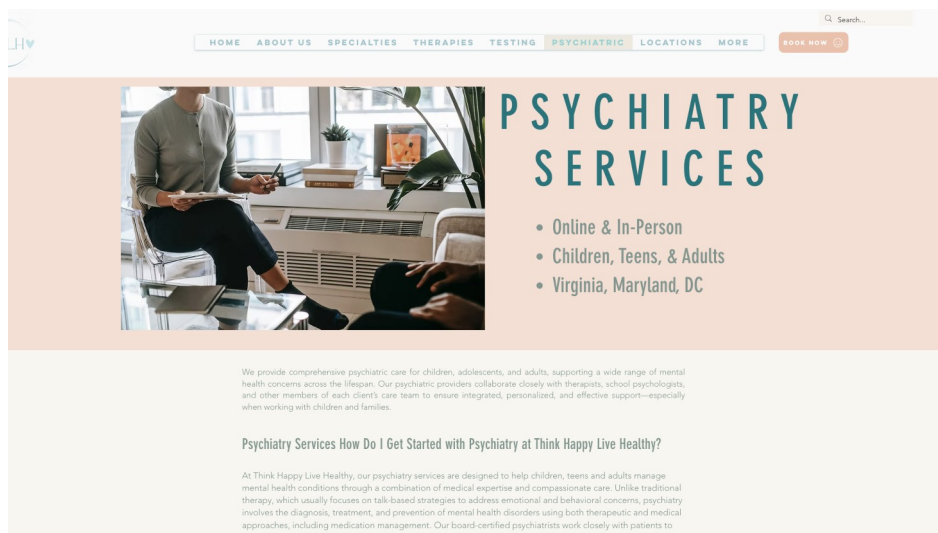 Search...
LH
HOME ABOUT US SPECIALTIES THERAPIES TESTING PSYCHIATRIC LOCATIONS MORE
BOOK NOW
PSYCHIATRY
SERVICES
• Online & In-Person
• Children, Teens, & Adults
• Virginia, Maryland, DC
We provide comprehensive psychiatric care for children, adolescents, and adults, supporting a wide range of mental
health concerns across the lifespan. Our psychiatric providers collaborate closely with therapists, school psychologists,
and other members of each client's care team to ensure integrated, personalized, and effective support—especially
when working with children and families.
Psychiatry Services How Do I Get Started with Psychiatry at Think Happy Live Healthy?
At Think Happy Live Healthy, our psychiatry services are designed to help children, teens and adults manage
mental health conditions through a combination of medical expertise and compassionate care. Unlike traditional
therapy, which usually focuses on talk-based strategies to address emotional and behavioral concerns, psychiatry
involves the diagnosis, treatment, and prevention of mental health disorders using both therapeutic and medical
approaches, including medication management. Our board-certified psychiatrists work closely with patients to